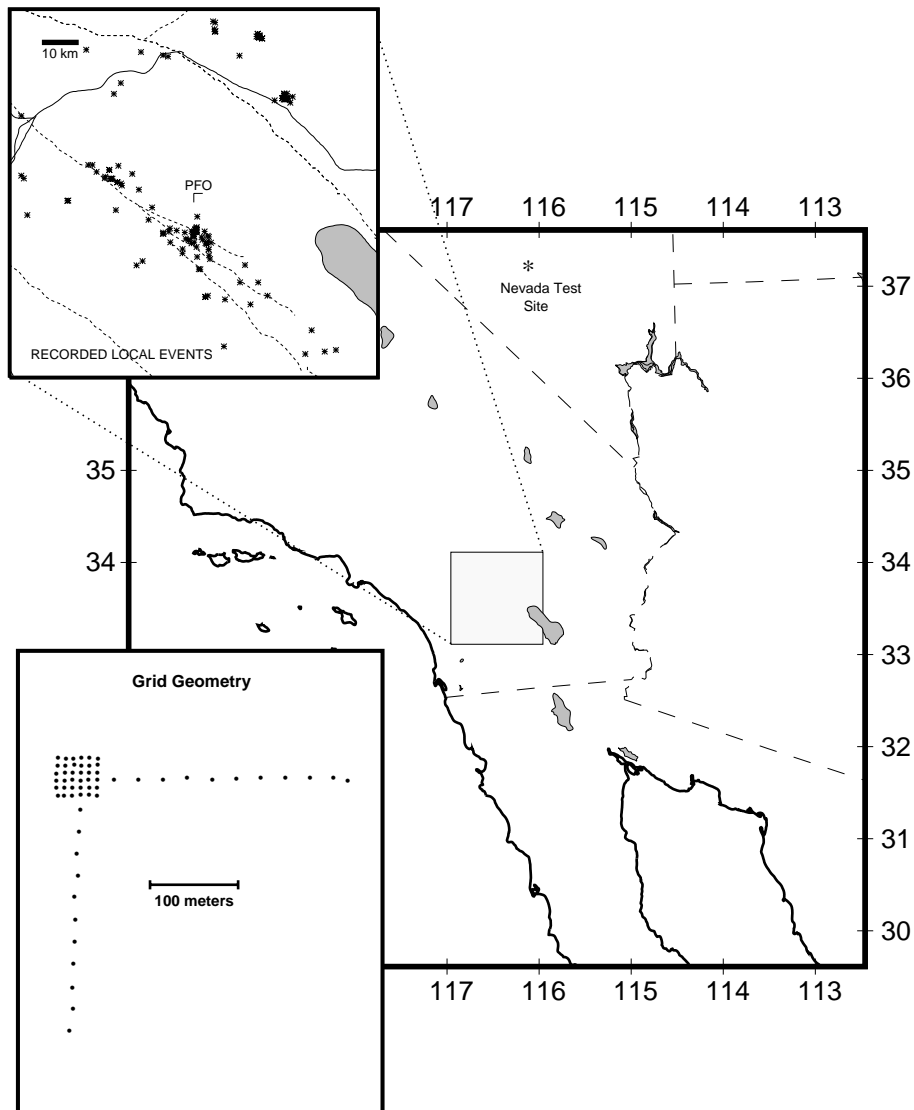 10 km
PFO
RECORDED LOCAL EVENTS
117 116 115 114 113
*
Nevada Test
Site
37
36
35 35
34 34
33
32
31
30
Grid Geometry
100 meters
117 116 115 114 113